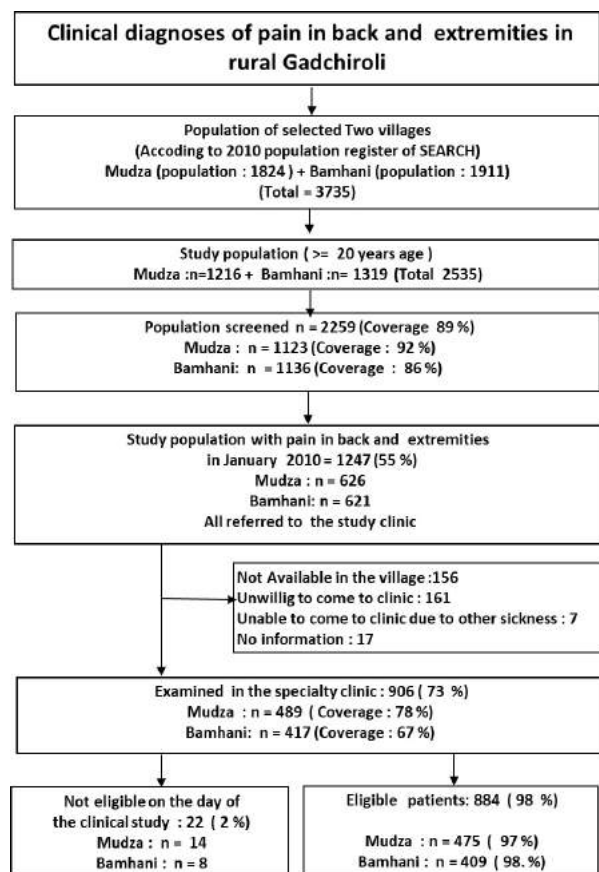 Clinical diagnoses of pain in back and extremities in
rural Gadchiroli
Population of selected Two villages
(Accoding to 2010 population register of SEARCH)
Mudza (population : 1824 ) + Bamhani (population : 1911)
(Total = 3735)
Study population ( >= 20 years age )
Mudza :n=1216 + Bamhani :n= 1319 (Total 2535)
Population screened n = 2259 (Coverage 89 %)
Mudza : n = 1123 (Coverage : 92 %)
Bamhani: n = 1136 (Coverage : 86 %)
Study population with pain in back and extremities
in January 2010 = 1247 (55 %)
Mudza : n = 626
Bamhani: n = 621
All referred to the study clinic
Not Available in the village :156
Unwillig to come to clinic : 161
Unable to come to clinic due to other sickness : 7
No information : 17
Examined in the specialty clinic : 906 ( 73 %)
Mudza : n = 489 ( Coverage : 78 %)
Bamhani: n = 417 (Coverage : 67 %)
Not eligible on the day of
the clinical study : 22 ( 2 %)
Mudza : n = 14
Bamhani : n = 8
Eligible patients: 884 ( 98 %)
Mudza : n = 475 ( 97%)
Bamhani : n = 409 (98. %)